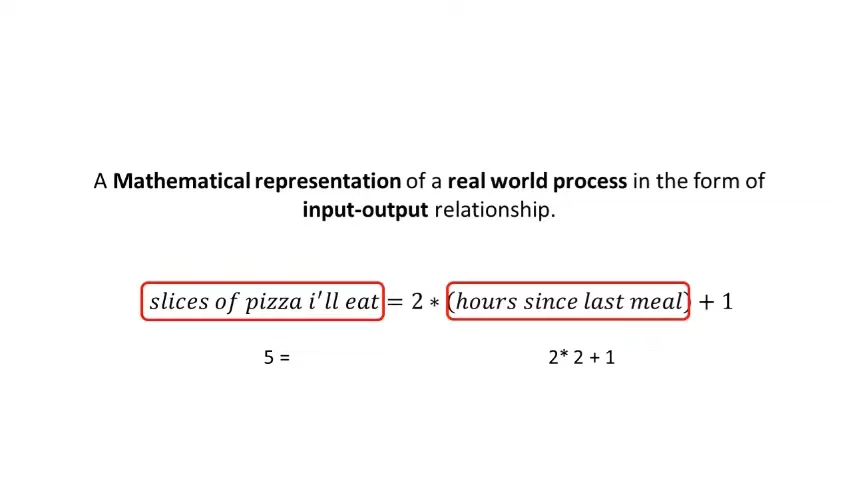 A Mathematical representation of a real world process in the form of
input-output relationship.
slices of pizza i′ll eat = 2 ∗ (hours since last meal) + 1
5 = 2* 2 + 1